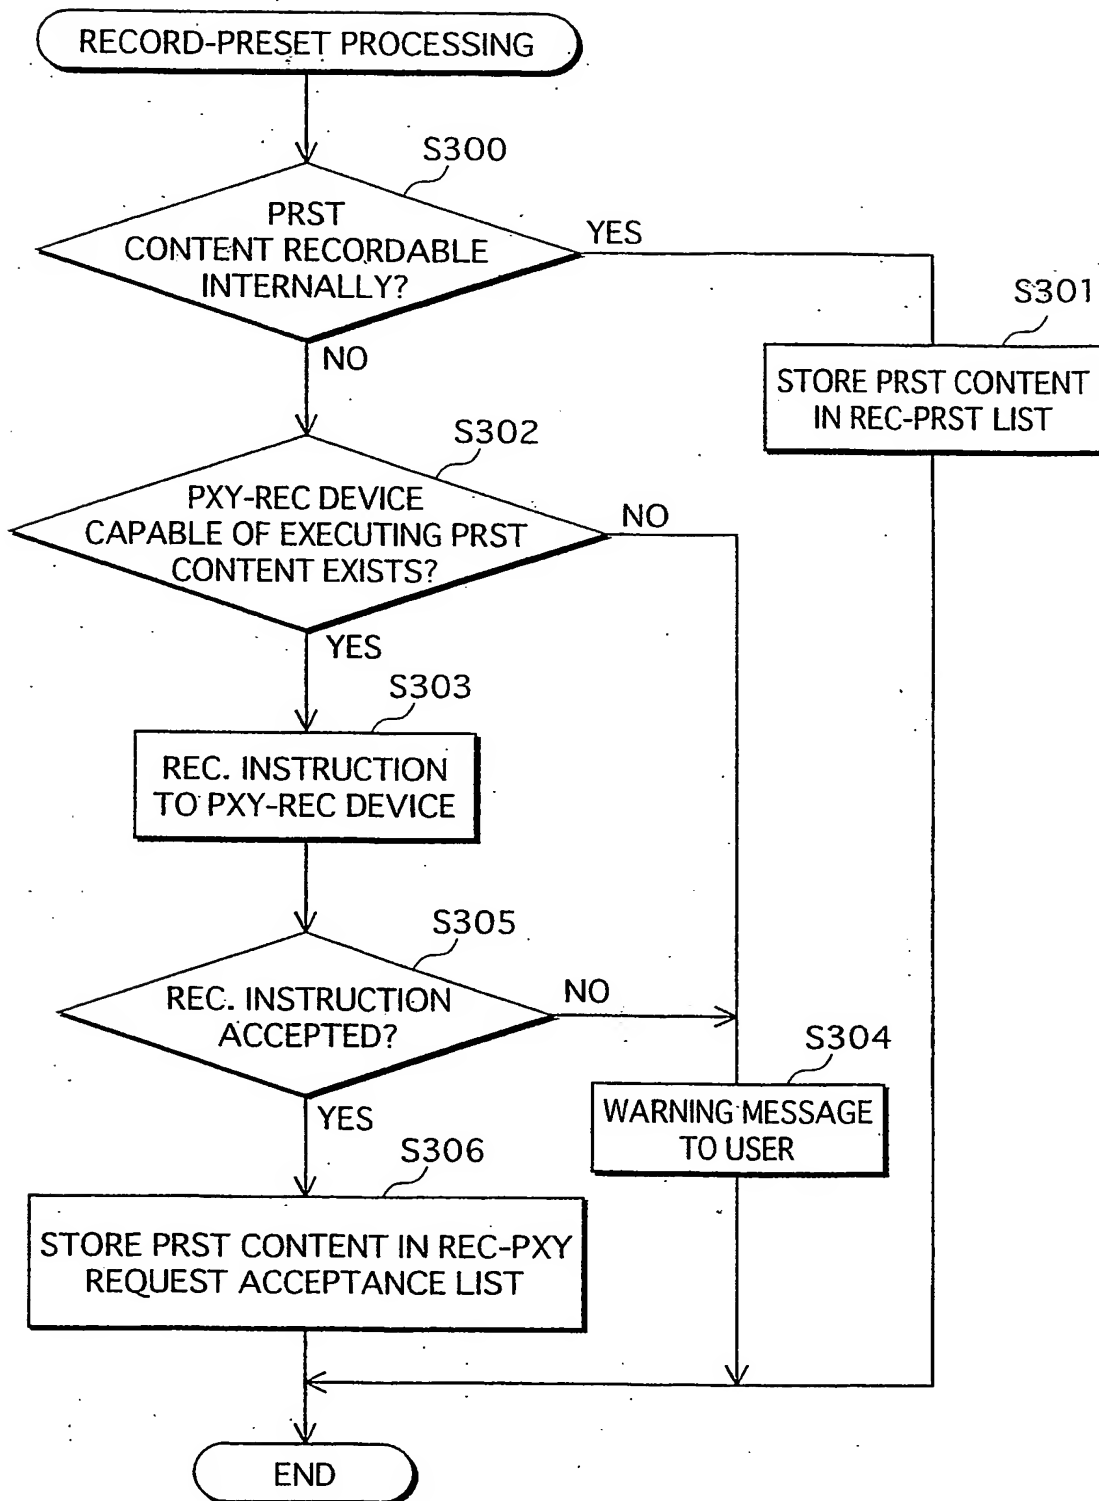 RECORD-PRESET PROCESSING
S300
PRST
CONTENT RECORDABLE
INTERNALLY?
YES
NO
S301
STORE PRST CONTENT
IN REC-PRST LIST
S302
PXY-REC DEVICE
CAPABLE OF EXECUTING PRST
CONTENT EXISTS?
NO
YES
S303
REC. INSTRUCTION
TO PXY-REC DEVICE
S305
REC. INSTRUCTION
ACCEPTED?
NO
YES
S304
WARNING MESSAGE
TO USER
S306
STORE PRST CONTENT IN REC-PXY
REQUEST ACCEPTANCE LIST
END